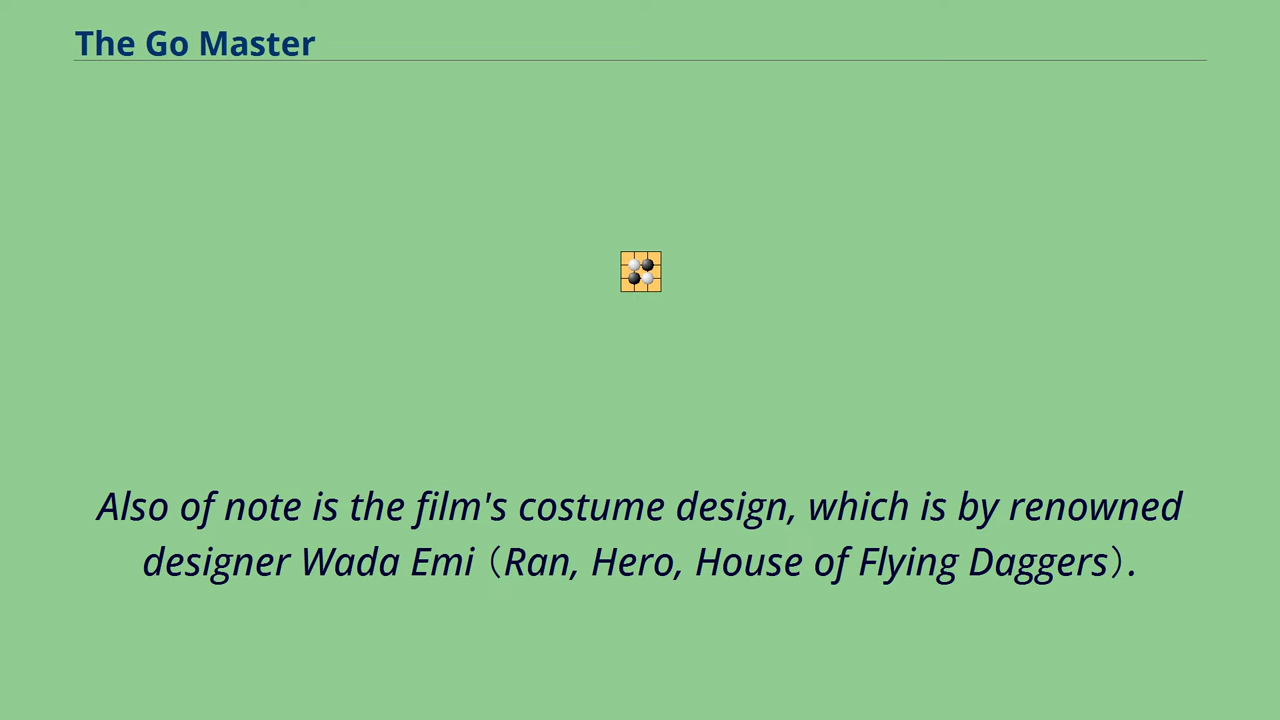 The Go Master
Also of note is the film's costume design, which is by renowned
designer Wada Emi（Ran, Hero, House of Flying Daggers）.